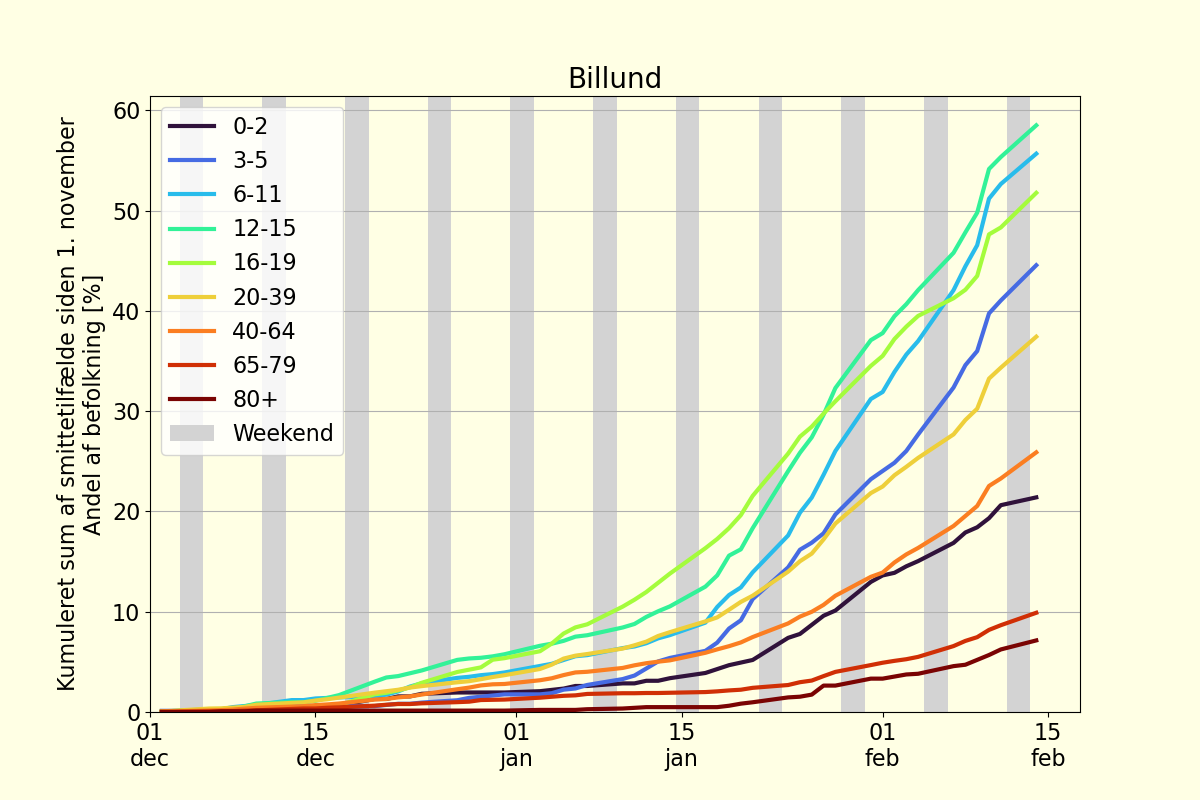 Billund
Kumuleret sum af smittetilfælde siden 1. november
Andel af befolkning [%]
60
50
40
30
20
10
0
0-2
3-5
6-11
12-15
16-19
20-39
40-64
65-79
80+
Weekend
01 15 01 15 01 15
dec dec jan jan feb feb